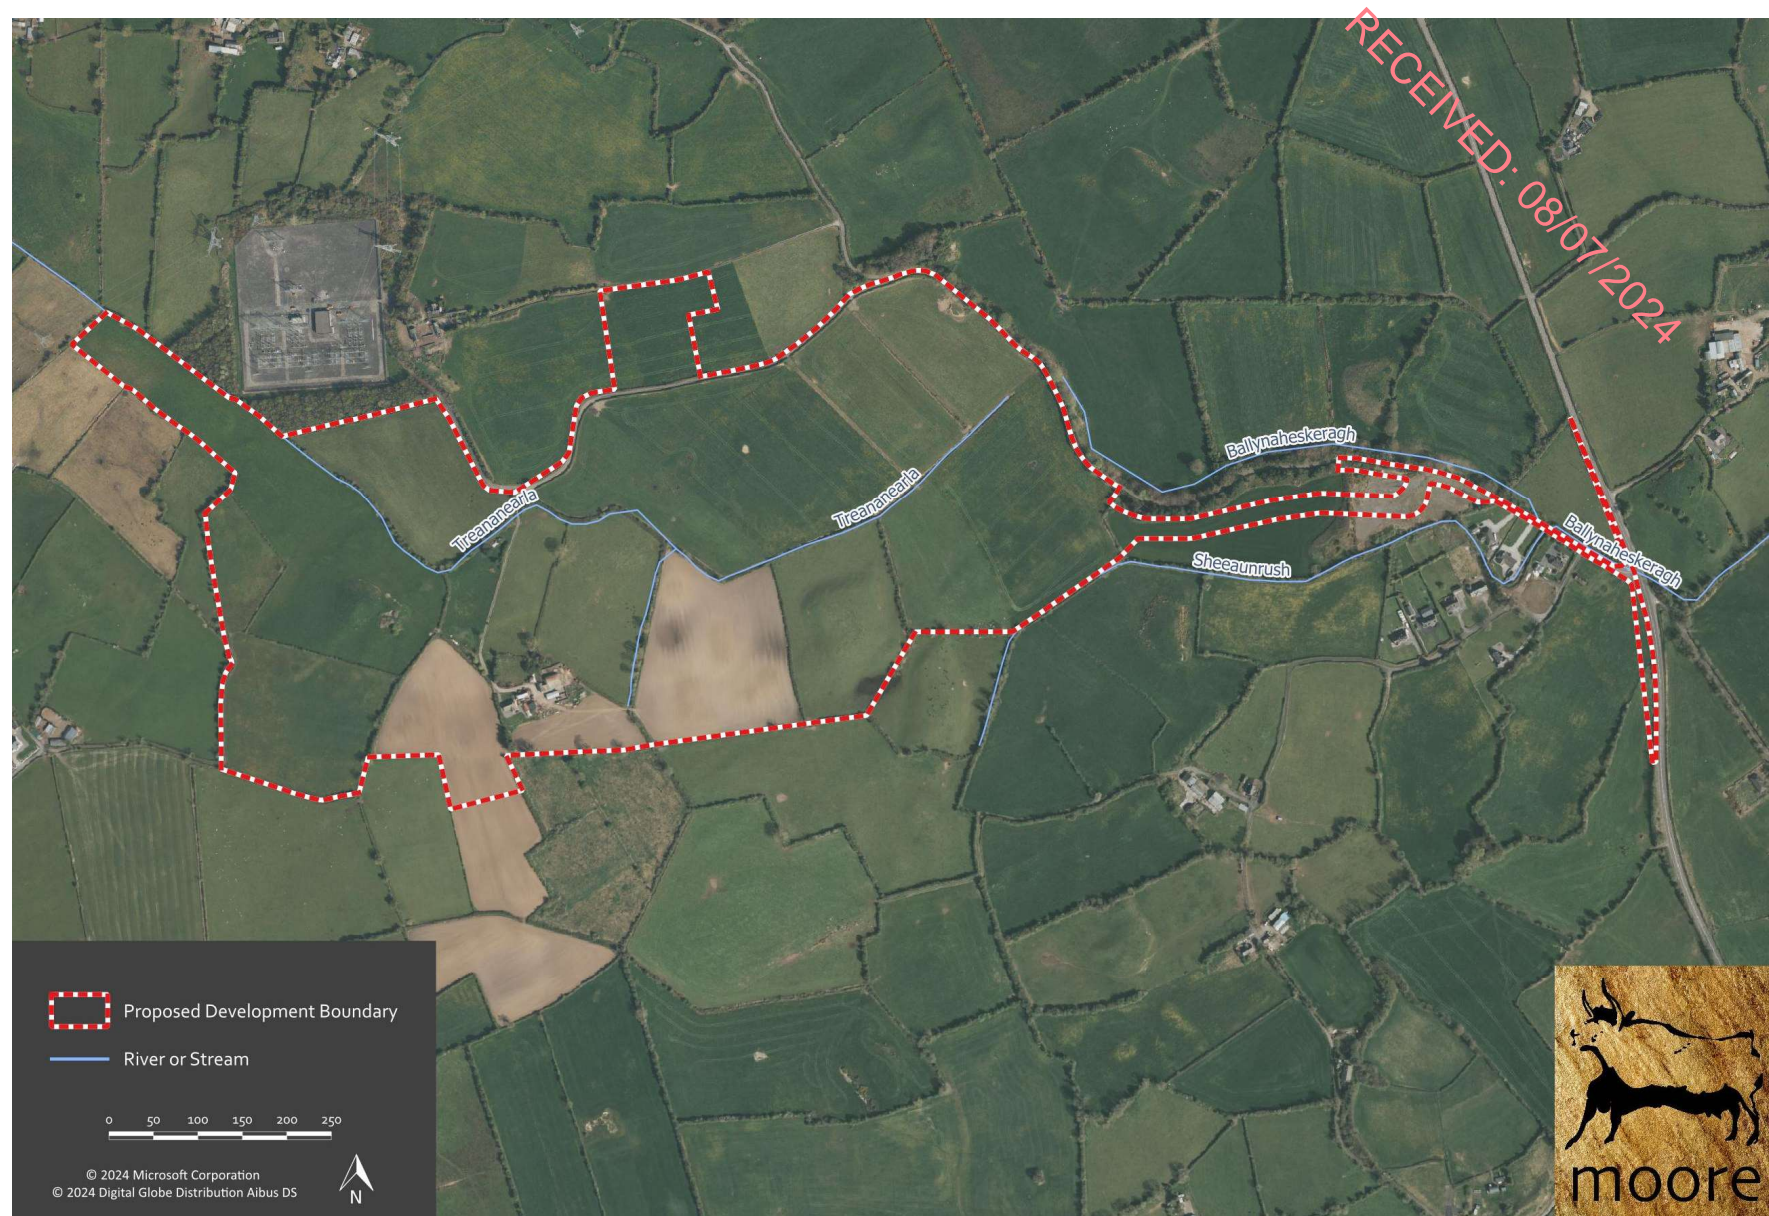 RECEIVED: 08/07/2024
Ballynaheskeragh
Treananearla
Treananearla
Sheeaunrush
Ballynaheskeragh
Proposed Development Boundary
River or Stream
0 50 100 150 200 250
© 2024 Microsoft Corporation
© 2024 Digital Globe Distribution Aibus DS
N
moore